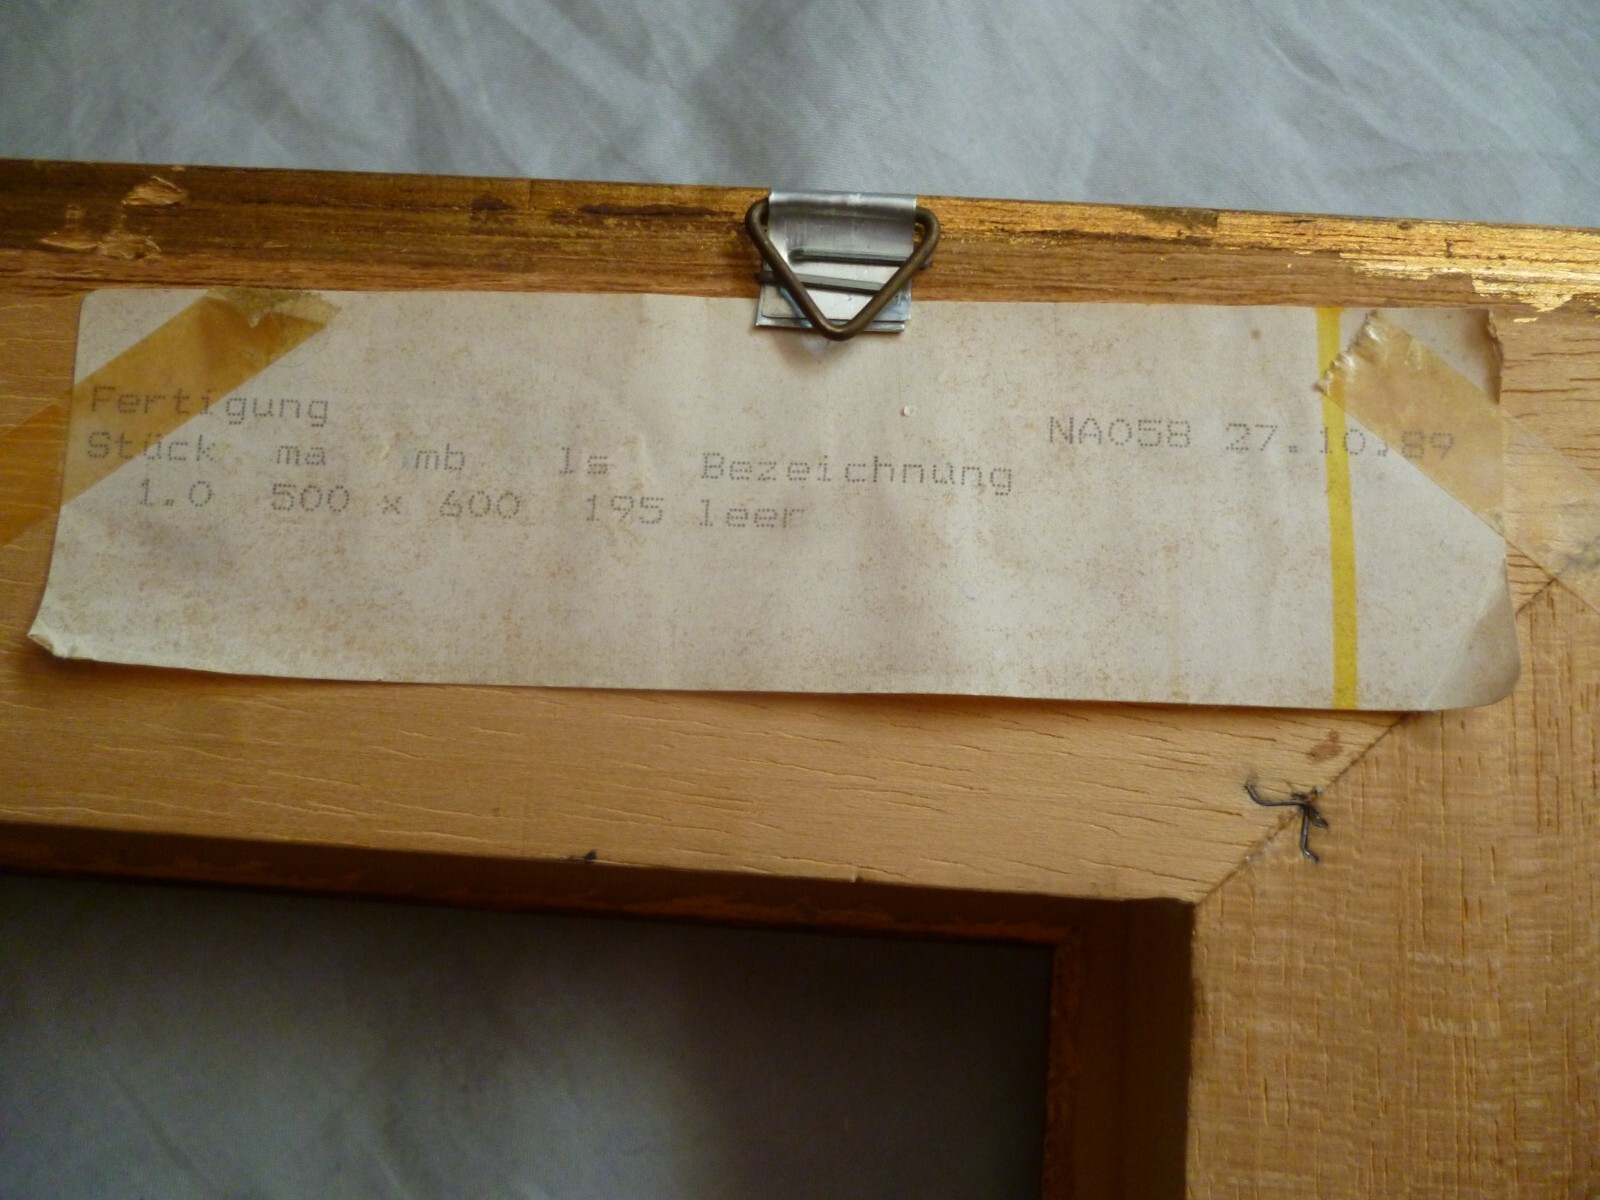 Fertigung NA058 27.10.89
Stück ma mb ls Bezeichnung
1.0 500 x 600 195 leer